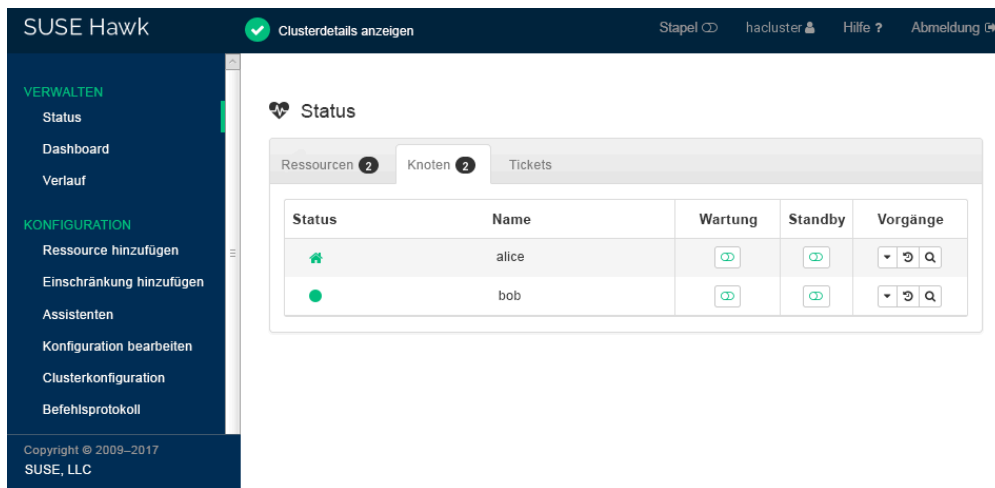 SUSE Hawk
Clusterdetails anzeigen
Stapel hacluster Hilfe ? Abmeldung
VERWALTEN
Status
Dashboard
Verlauf
KONFIGURATION
Ressource hinzufügen
Einschränkung hinzufügen
Assistenten
Konfiguration bearbeiten
Clusterkonfiguration
Befehlsprotokoll
Copyright © 2009–2017
SUSE, LLC
Status
Ressourcen 2 Knoten 2 Tickets
Status Name Wartung Standby Vorgänge
alice
bob